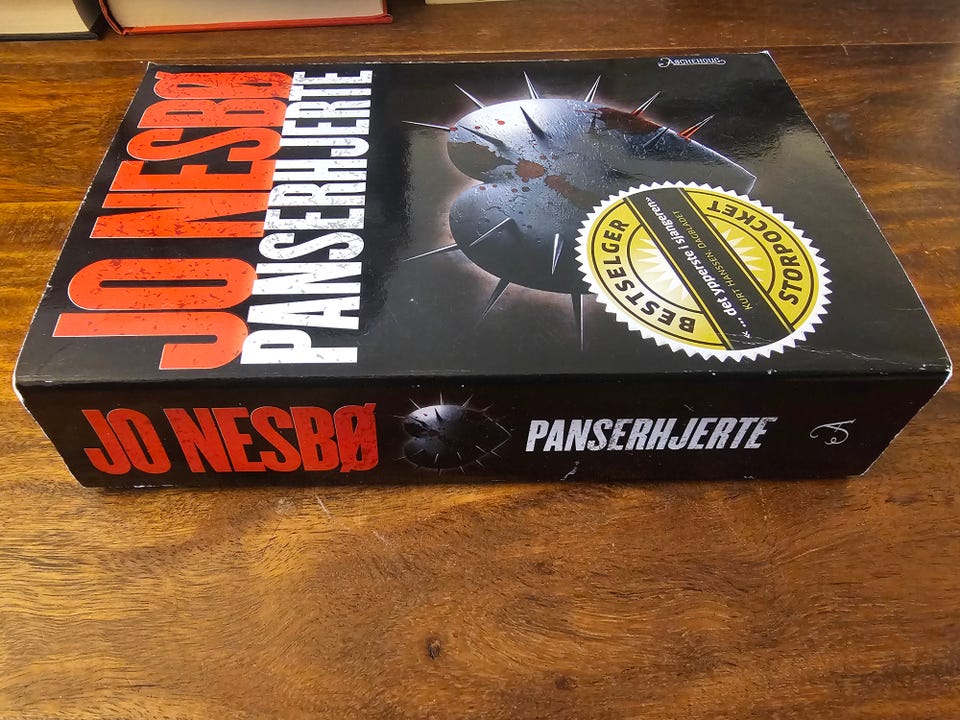 JO NESBØ
PANSERHJERTE
ASCHEHOUG
BESTSELGER
«... det ypperste i sjangeren»
KURT HANSSEN DAGBLADET
STORPOCKET
JO NESBØ
PANSERHJERTE
A